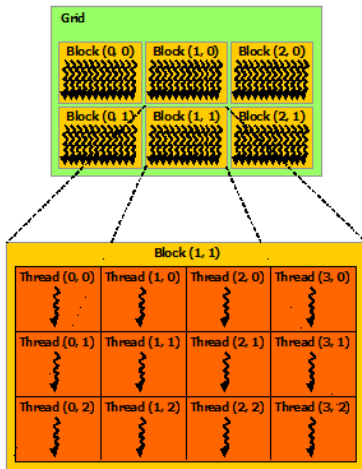 Grid
Block (0, 0) Block (1, 0) Block (2, 0)
Block (0, 1) Block (1, 1) Block (2, 1)
Block (1, 1)
Thread (0, 0) Thread (1, 0) Thread (2, 0) Thread (3, 0)
Thread (0, 1) Thread (1, 1) Thread (2, 1) Thread (3, 1)
Thread (0, 2) Thread (1, 2) Thread (2, 2) Thread (3, 2)